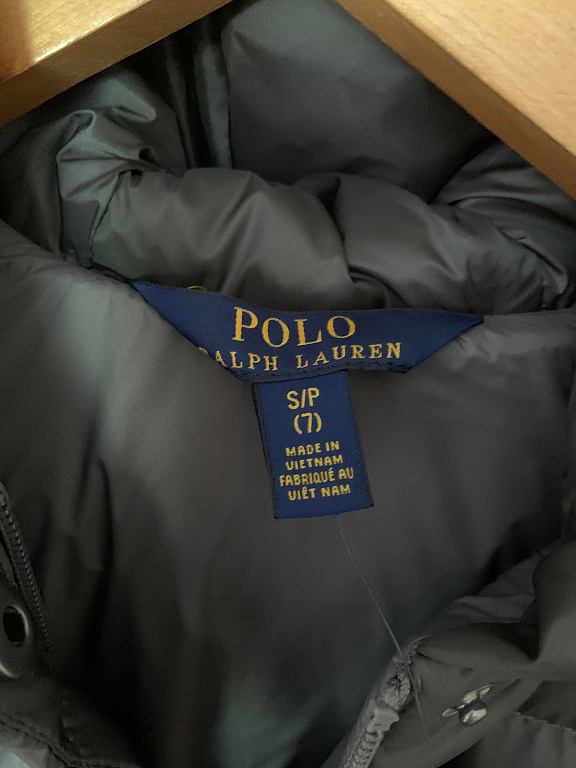 POLO
RALPH LAUREN
S/P
(7)
MADE IN
VIETNAM
FABRIQUÉ AU
VIÊT NAM